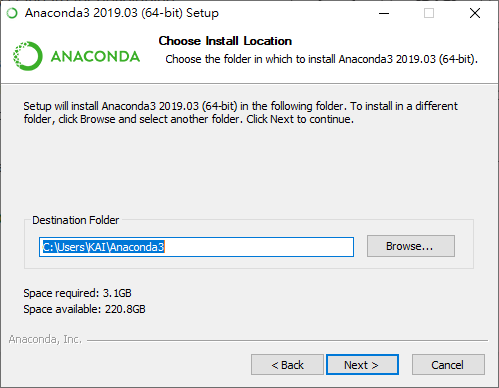 Anaconda3 2019.03 (64-bit) Setup
ANACONDA
Choose Install Location
Choose the folder in which to install Anaconda3 2019.03 (64-bit).
Setup will install Anaconda3 2019.03 (64-bit) in the following folder. To install in a different
folder, click Browse and select another folder. Click Next to continue.
Destination Folder
C:\Users\KAI\Anaconda3
Browse...
Space required: 3.1GB
Space available: 220.8GB
Anaconda, Inc.
< Back
Next >
Cancel